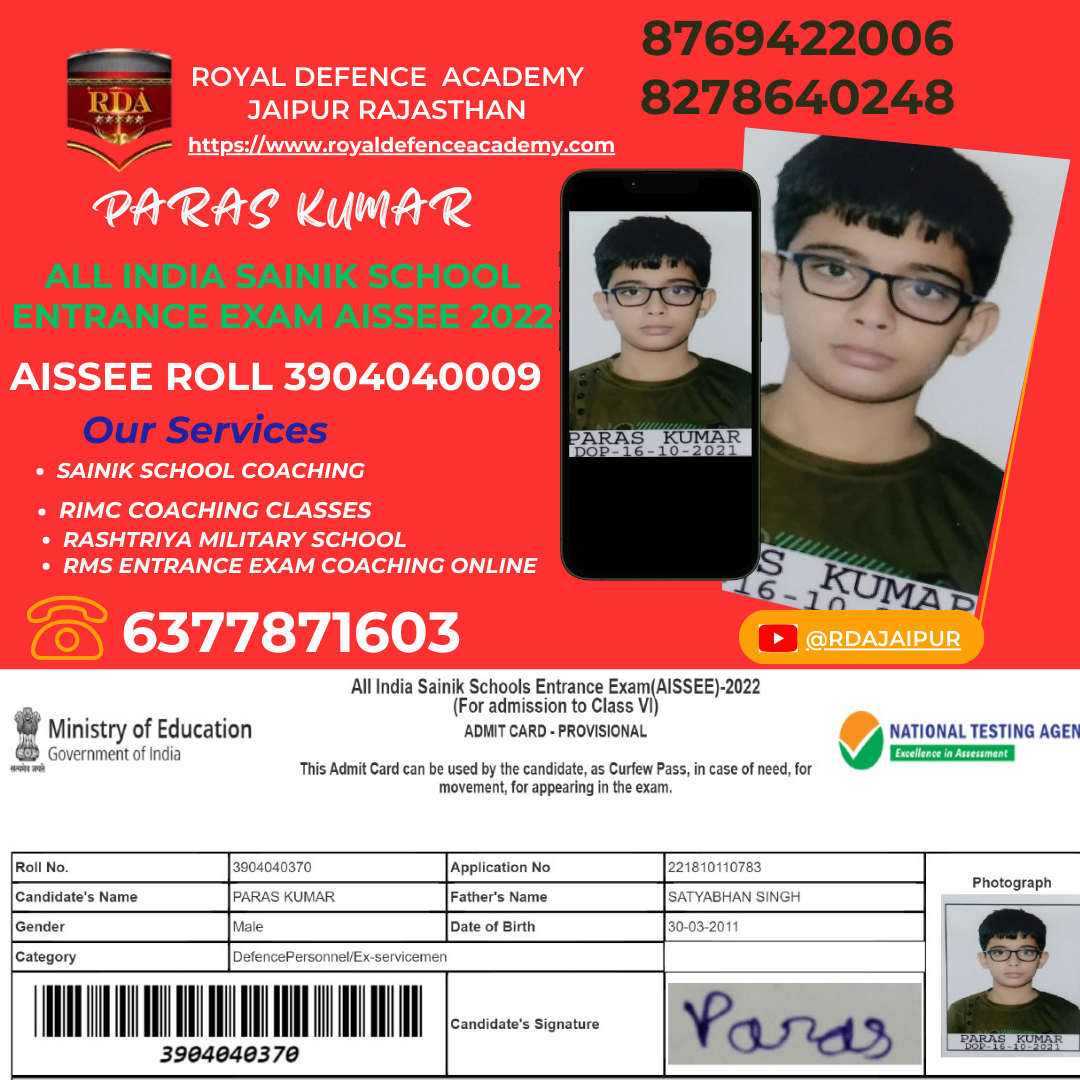 8769422006
8278640248
RDA
ROYAL DEFENCE ACADEMY
JAIPUR RAJASTHAN
https://www.royaldefenceacademy.com
PARAS KUMAR
ALL INDIA SAINIK SCHOOL
ENTRANCE EXAM AISSEE 2022
AISSEE ROLL 3904040009
Our Services
• SAINIK SCHOOL COACHING
• RIMC COACHING CLASSES
• RASHTRIYA MILITARY SCHOOL
• RMS ENTRANCE EXAM COACHING ONLINE
6377871603
PARAS KUMAR
DOP-16-10-2021
S KUMAR
16-10
@RDAJAIPUR
All India Sainik Schools Entrance Exam(AISSEE)-2022
(For admission to Class VI)
ADMIT CARD - PROVISIONAL
Ministry of Education
Government of India
सत्यमेव जयते
NATIONAL TESTING AGEN
Excellence in Assessment
This Admit Card can be used by the candidate, as Curfew Pass, in case of need, for
movement, for appearing in the exam.
Roll No. 3904040370 Application No 221810110783
Candidate's Name PARAS KUMAR Father's Name SATYABHAN SINGH
Gender Male Date of Birth 30-03-2011
Category DefencePersonnel/Ex-servicemen
Photograph
3904040370
Candidate's Signature
Paras
PARAS KUMAR
DOP-16-10-2021